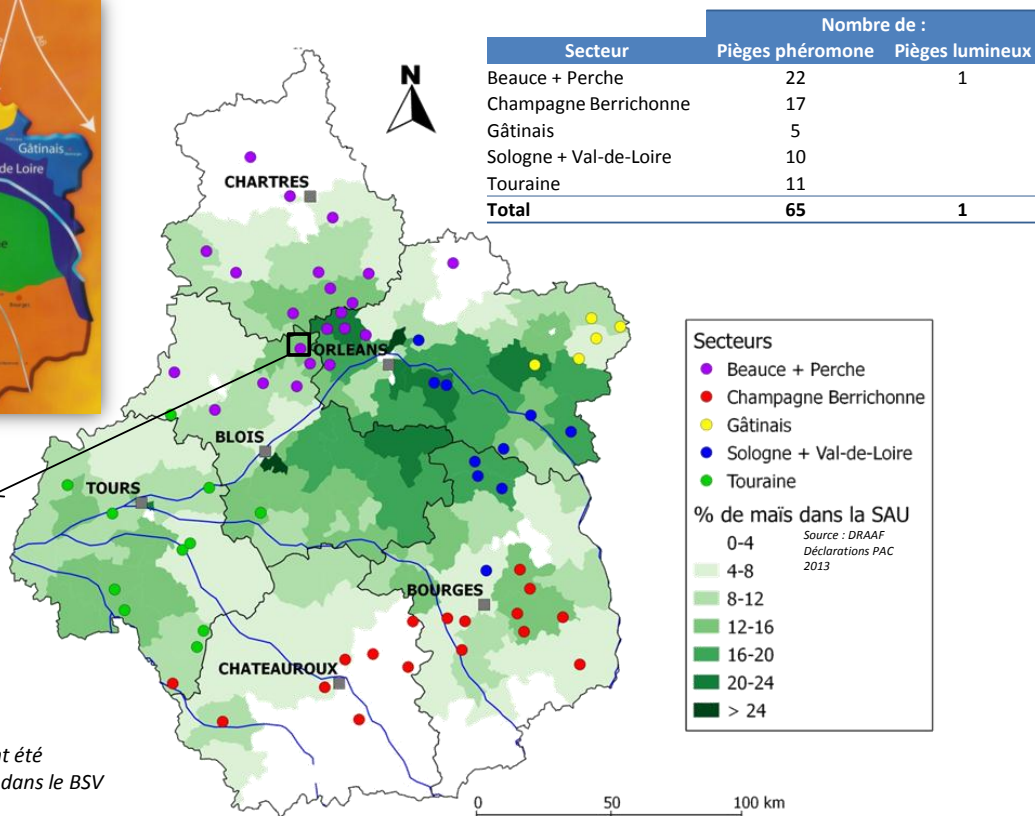 Nombre de :
Secteur Pièges phéromone Pièges lumineux
Beauce + Perche 22 1
Champagne Berrichonne 17
Gâtinais 5
Sologne + Val-de-Loire 10
Touraine 11
Total 65 1
Gâtinais
de Loire
N
CHARTRES
ORLEANS
BLOIS
TOURS
BOURGES
CHATEAUROUX
Secteurs
Beauce + Perche
Champagne Berrichonne
Gâtinais
Sologne + Val-de-Loire
Touraine
% de maïs dans la SAU
Source : DRAAF
Déclarations PAC
2013
0-4
4-8
8-12
12-16
16-20
20-24
> 24
nt été
dans le BSV
0 50 100 km